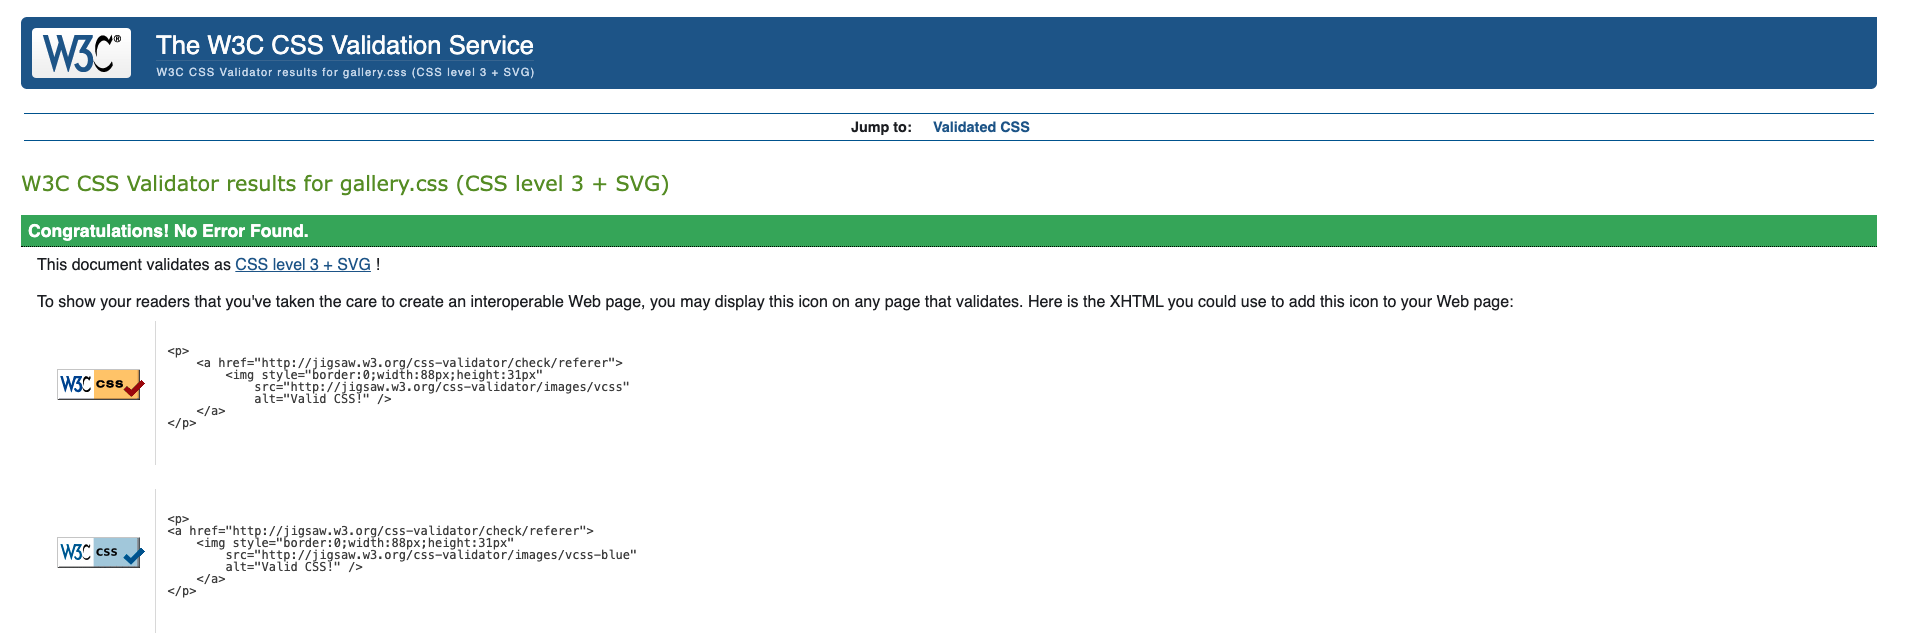 W3C®
The W3C CSS Validation Service
W3C CSS Validator results for gallery.css (CSS level 3 + SVG)
Jump to: Validated CSS
W3C CSS Validator results for gallery.css (CSS level 3 + SVG)
Congratulations! No Error Found.
This document validates as CSS level 3 + SVG !
To show your readers that you've taken the care to create an interoperable Web page, you may display this icon on any page that validates. Here is the XHTML you could use to add this icon to your Web page:
W3C css
<p>
    <a href="http://jigsaw.w3.org/css-validator/check/referer">
        <img style="border:0;width:88px;height:31px"
            src="http://jigsaw.w3.org/css-validator/images/vcss"
            alt="Valid CSS!" />
    </a>
</p>
W3C css
<p>
<a href="http://jigsaw.w3.org/css-validator/check/referer">
    <img style="border:0;width:88px;height:31px"
        src="http://jigsaw.w3.org/css-validator/images/vcss-blue"
        alt="Valid CSS!" />
    </a>
</p>